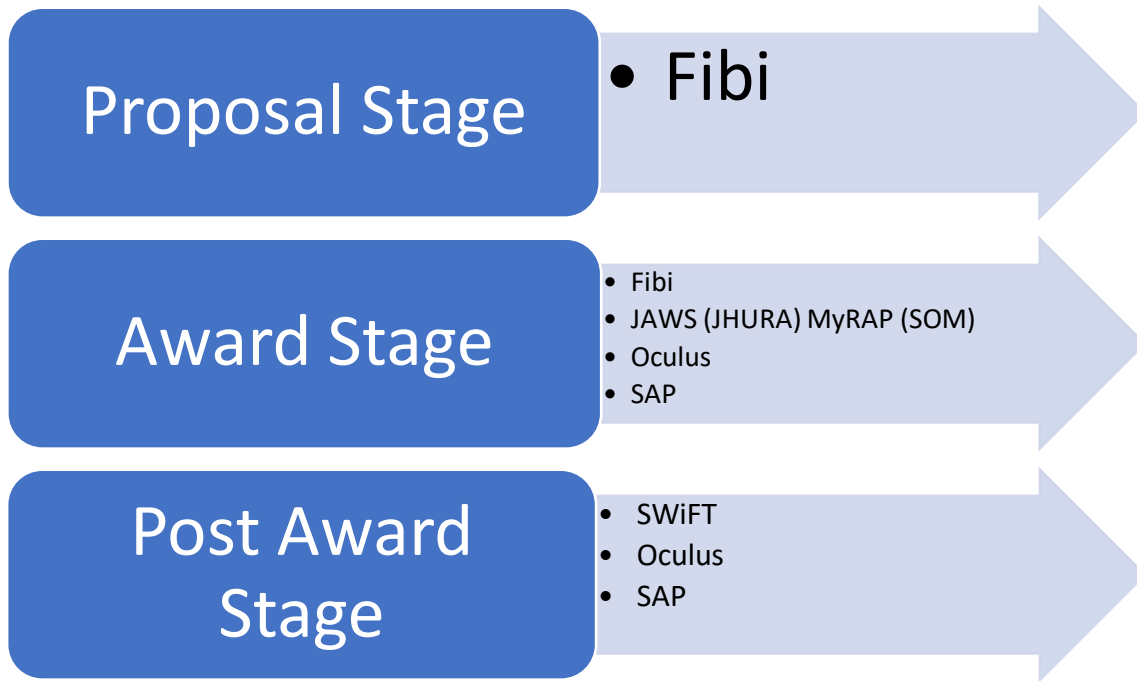 Proposal Stage
• Fibi
Award Stage
• Fibi
• JAWS (JHURA) MyRAP (SOM)
• Oculus
• SAP
Post Award
Stage
• SWiFT
• Oculus
• SAP